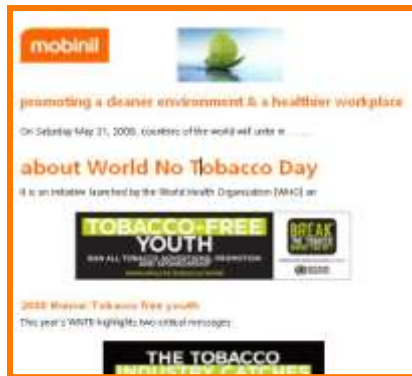 mobinil
promoting a cleaner environment & a healthier workplace
On Saturday May 31, 2008, countries of the world will unite in
about World No Tobacco Day
It is an initiative launched by the World Health Organization (WHO) on
TOBACCO-FREE
YOUTH
BAN ALL TOBACCO ADVERTISING, PROMOTION
AND SPONSORSHIP
BREAK
THE TOBACCO
2008 theme: Tobacco free youth
This year's WNTD highlights two critical messages:
THE TOBACCO
INDUSTRY CATCHES